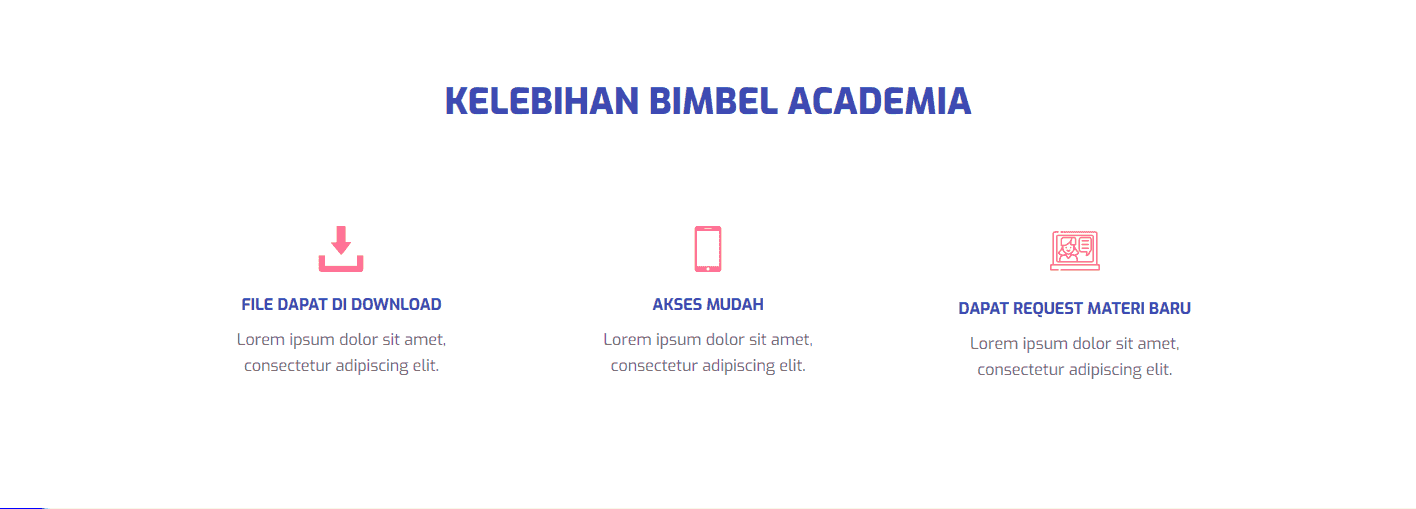 KELEBIHAN BIMBEL ACADEMIA
FILE DAPAT DI DOWNLOAD
Lorem ipsum dolor sit amet,
consectetur adipiscing elit.
AKSES MUDAH
Lorem ipsum dolor sit amet,
consectetur adipiscing elit.
DAPAT REQUEST MATERI BARU
Lorem ipsum dolor sit amet,
consectetur adipiscing elit.